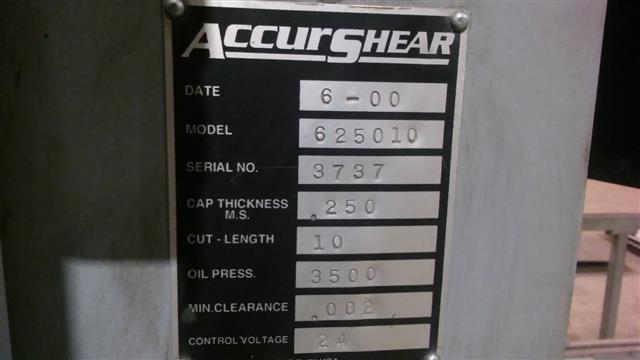 ACCURSHEAR
DATE 6-00
MODEL 625010
SERIAL NO. 3737
CAP THICKNESS .250
M.S.
CUT - LENGTH 10
OIL PRESS. 3500
MIN. CLEARANCE .002
CONTROL VOLTAGE 24